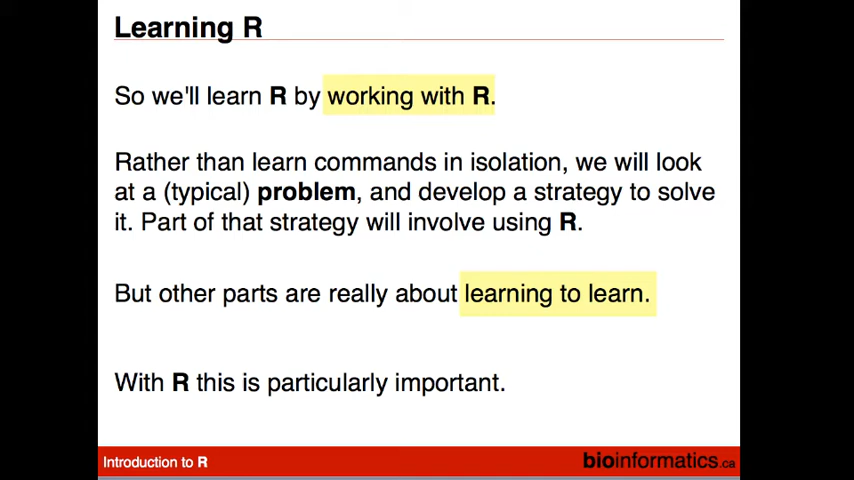 Learning R
So we'll learn R by working with R.
Rather than learn commands in isolation, we will look
at a (typical) problem, and develop a strategy to solve
it. Part of that strategy will involve using R.
But other parts are really about learning to learn.
With R this is particularly important.
Introduction to R
bioinformatics.ca